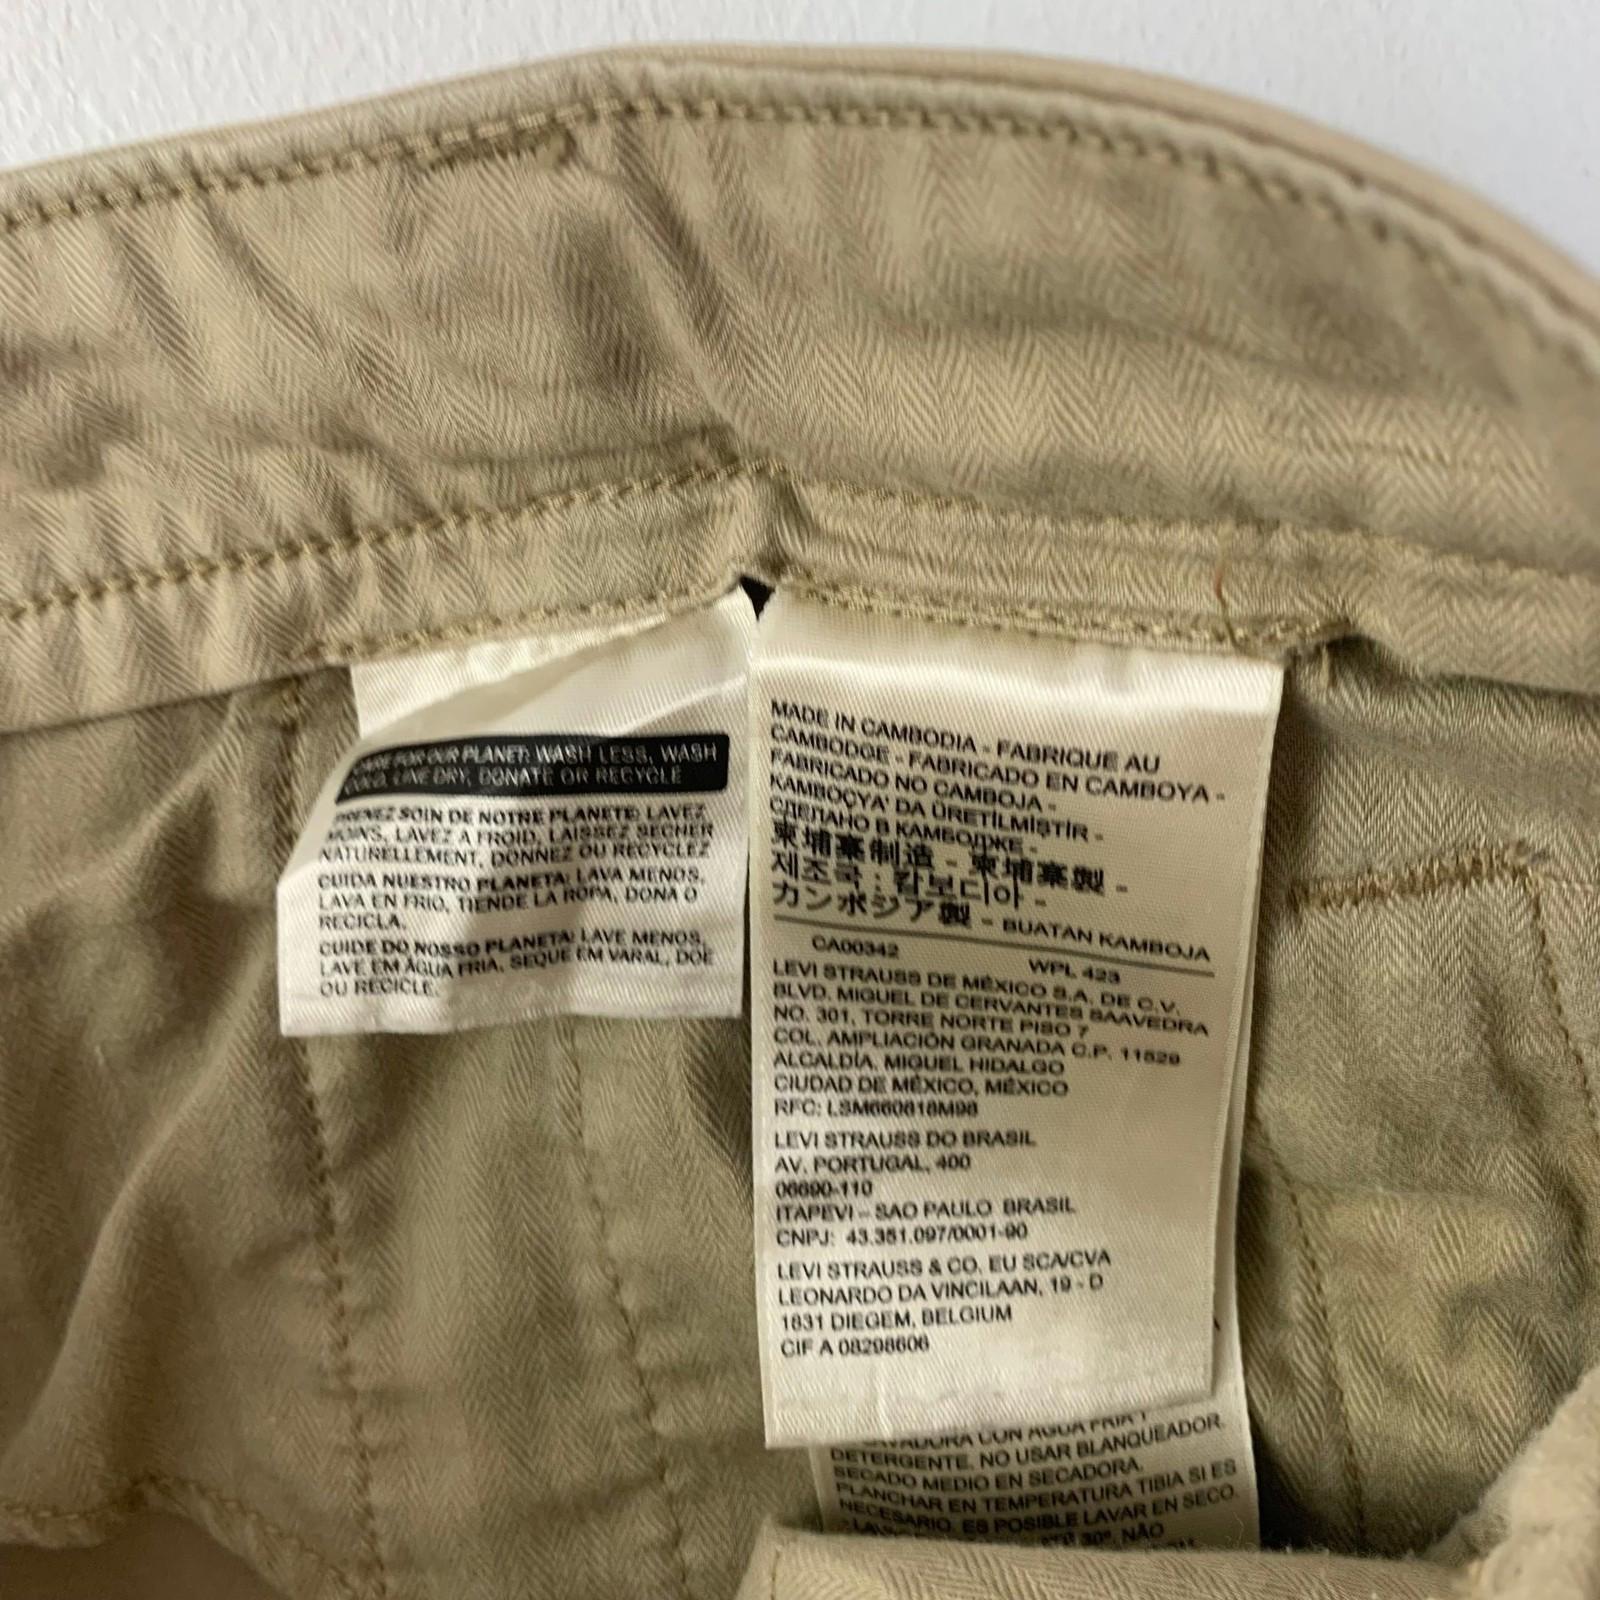 CARE FOR OUR PLANET: WASH LESS, WASH
COLD, LINE DRY, DONATE OR RECYCLE
PRENEZ SOIN DE NOTRE PLANETE: LAVEZ
MOINS, LAVEZ A FROID, LAISSEZ SECHER
NATURELLEMENT, DONNEZ OU RECYCLEZ
CUIDA NUESTRO PLANETA: LAVA MENOS,
LAVA EN FRIO, TIENDE LA ROPA, DONA O
RECICLA.
CUIDE DO NOSSO PLANETA: LAVE MENOS,
LAVE EM ÁGUA FRIA, SEQUE EM VARAL, DOE
OU RECICLE.
MADE IN CAMBODIA - FABRIQUE AU
CAMBODGE - FABRICADO EN CAMBOYA -
FABRICADO NO CAMBOJA -
KAMBOÇYA' DA ÜRETİLMİŞTİR -
СДЕЛАНО В КАМБОДЖЕ -
柬埔寨制造 - 柬埔寨製 -
제조국 : 캄보디아 -
カンボジア製 - BUATAN KAMBOJA
CA00342 WPL 423
LEVI STRAUSS DE MÉXICO S.A. DE C.V.
BLVD. MIGUEL DE CERVANTES SAAVEDRA
NO. 301, TORRE NORTE PISO 7
COL. AMPLIACIÓN GRANADA C.P. 11529
ALCALDÍA. MIGUEL HIDALGO
CIUDAD DE MÉXICO, MÉXICO
RFC: LSM660818M98
LEVI STRAUSS DO BRASIL
AV. PORTUGAL, 400
06690-110
ITAPEVI – SAO PAULO BRASIL
CNPJ: 43.351.097/0001-90
LEVI STRAUSS & CO. EU SCA/CVA
LEONARDO DA VINCILAAN, 19 - D
1831 DIEGEM, BELGIUM
CIF A 08298606
LAVADORA CON AGUA FRIA Y
DETERGENTE. NO USAR BLANQUEADOR.
SECADO MEDIO EN SECADORA.
PLANCHAR EN TEMPERATURA TIBIA SI ES
NECESARIO. ES POSIBLE LAVAR EN SECO.
30º. NÃO